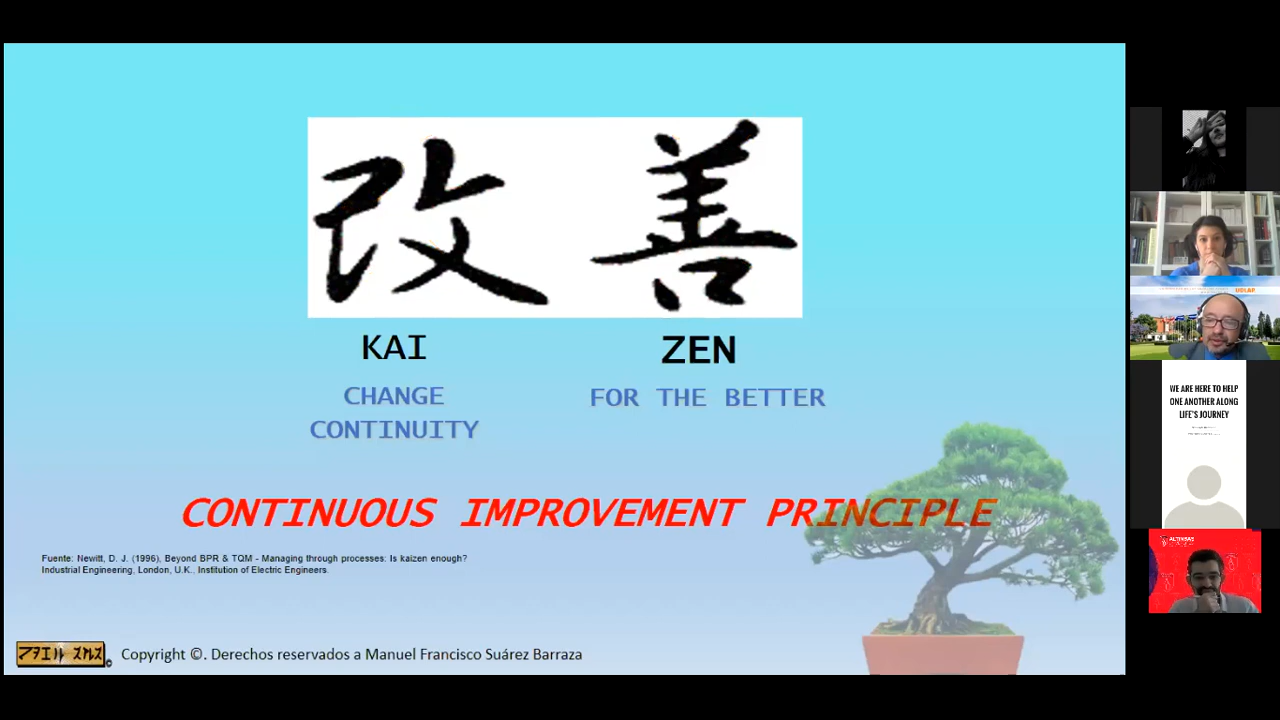 改善
KAI
ZEN
CHANGE
CONTINUITY
FOR THE BETTER
CONTINUOUS IMPROVEMENT PRINCIPLE
Fuente: Newitt, D. J. (1996), Beyond BPR & TQM - Managing through processes: Is kaizen enough?
Industrial Engineering, London, U.K., Institution of Electric Engineers.
Copyright ©. Derechos reservados a Manuel Francisco Suárez Barraza
UDLAP
WE ARE HERE TO HELP
ONE ANOTHER ALONG
LIFE'S JOURNEY